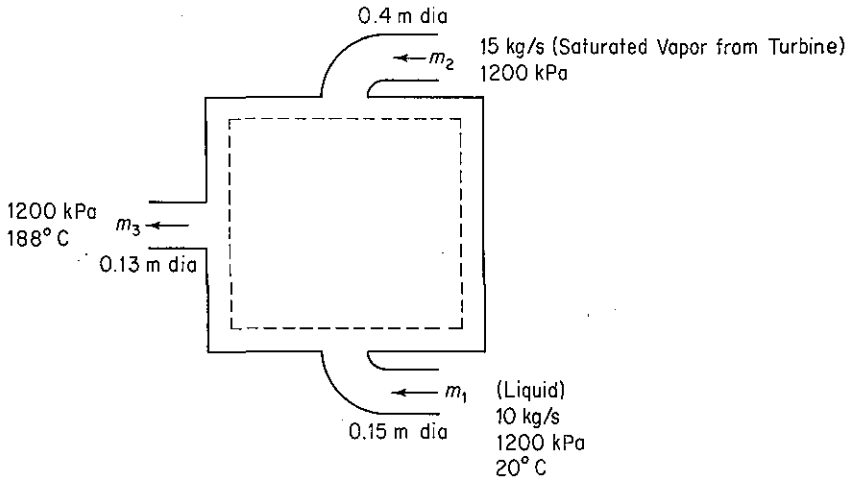 0.4 m dia
m2
15 kg/s (Saturated Vapor from Turbine)
1200 kPa
1200 kPa
188° C
m3
0.13 m dia
m1
0.15 m dia
(Liquid)
10 kg/s
1200 kPa
20° C